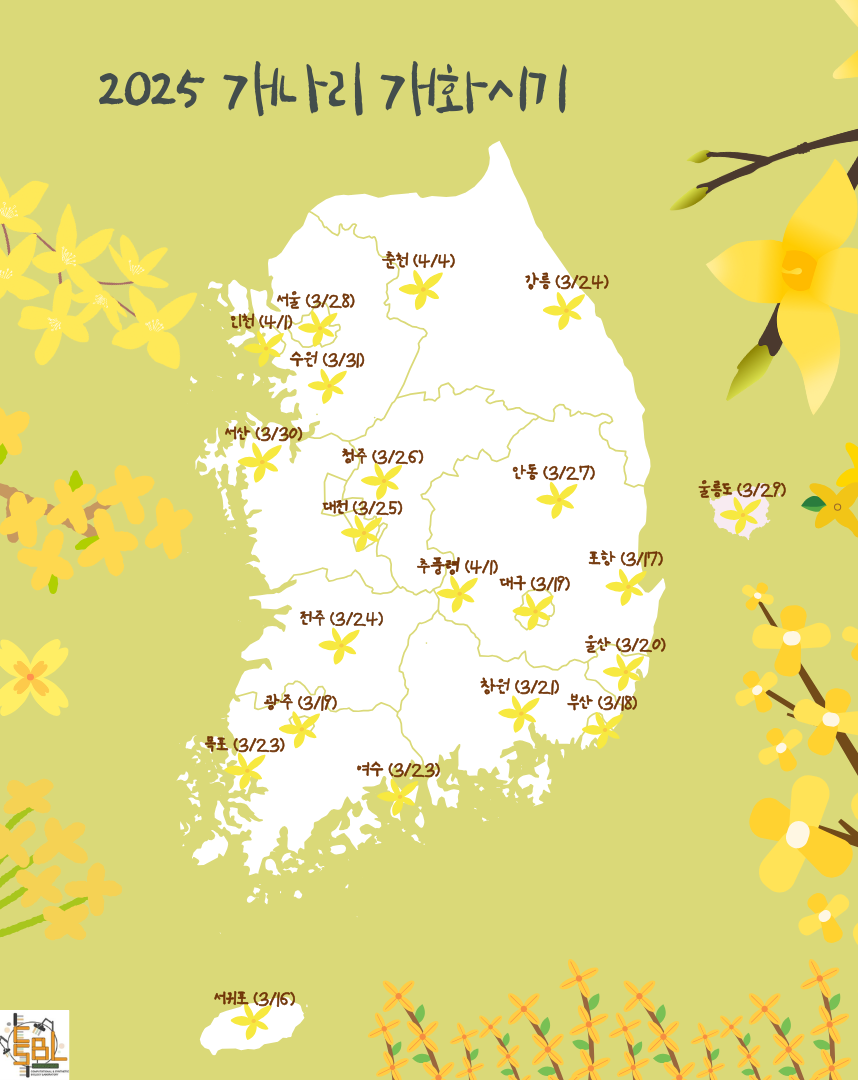 2025 개나리 개화시기
춘천 (4/4)
강릉 (3/24)
서울 (3/28)
인천 (4/1)
수원 (3/31)
서산 (3/30)
청주 (3/26)
안동 (3/27)
울릉도 (3/29)
대전 (3/25)
추풍령 (4/1)
포항 (3/17)
대구 (3/19)
전주 (3/24)
울산 (3/20)
창원 (3/21)
광주 (3/19)
부산 (3/18)
목포 (3/23)
여수 (3/23)
서귀포 (3/16)